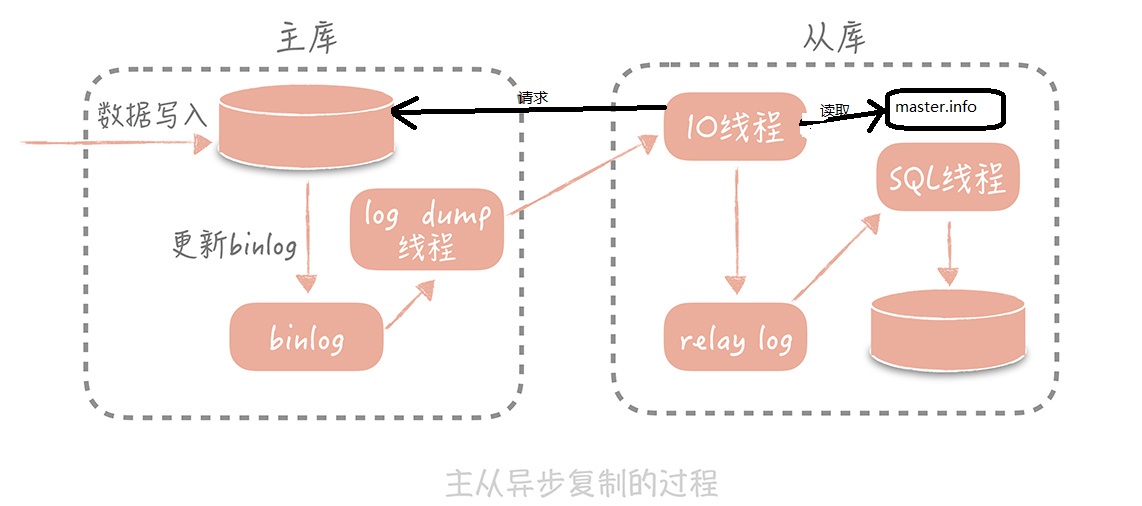 主库
从库
数据写入
请求
IO线程
读取
master.info
SQL线程
log dump
线程
更新binlog
binlog
relay log
主从异步复制的过程